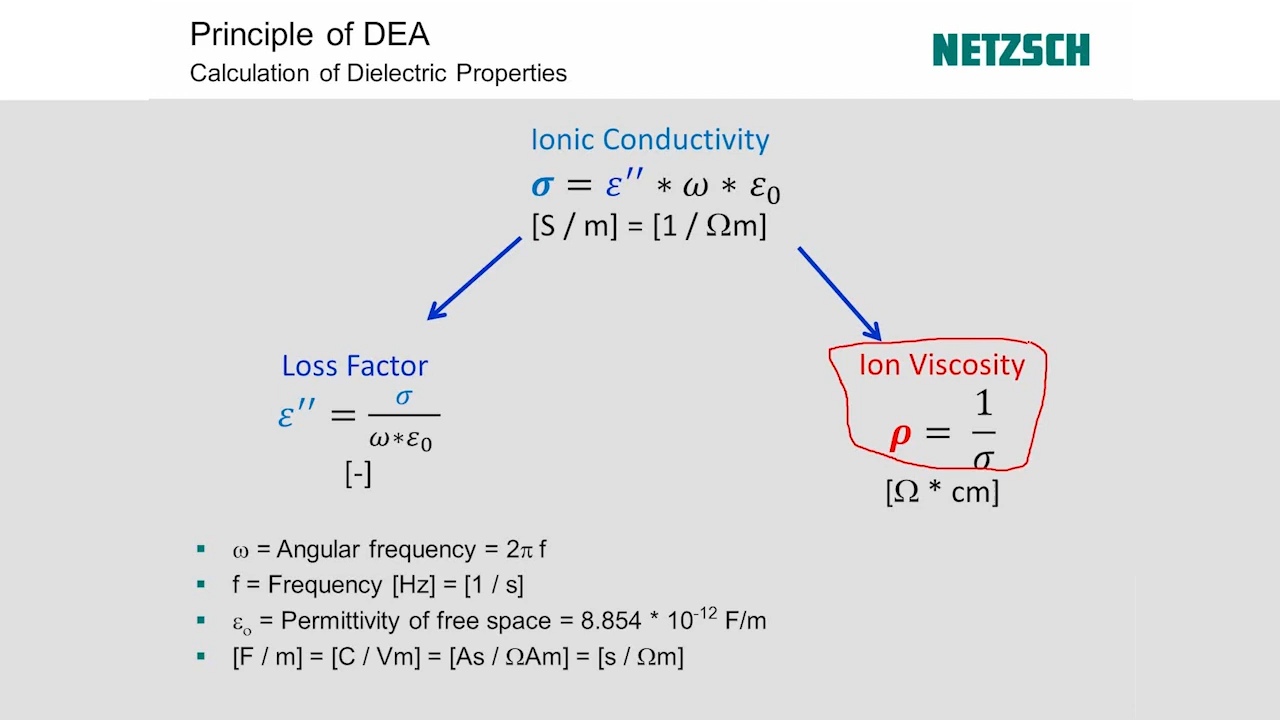 Principle of DEA
Calculation of Dielectric Properties
NETZSCH
Ionic Conductivity
σ = ε′′ ∗ ω ∗ ε₀
[S / m] = [1 / Ωm]
Loss Factor
ε′′ = σ / ω∗ε₀
[-]
Ion Viscosity
ρ = 1 / σ
[Ω * cm]
▪ ω = Angular frequency = 2π f
▪ f = Frequency [Hz] = [1 / s]
▪ εₒ = Permittivity of free space = 8.854 * 10⁻¹² F/m
▪ [F / m] = [C / Vm] = [As / ΩAm] = [s / Ωm]